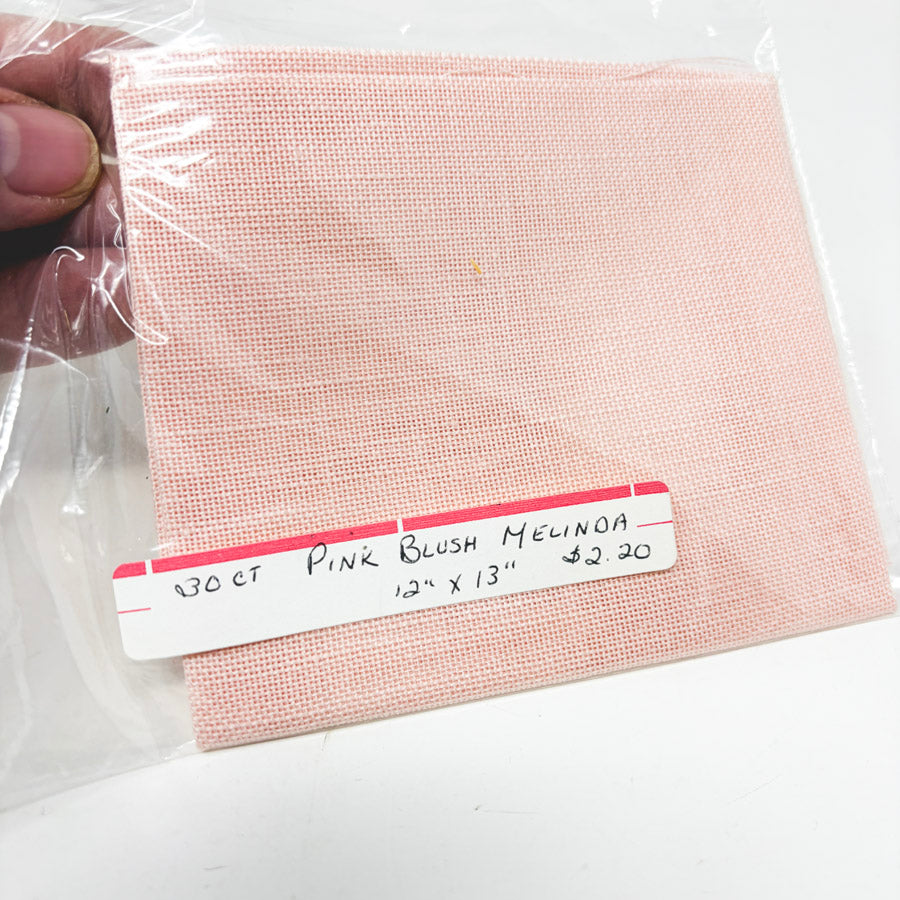 30 CT PINK BLUSH MELINDA
12" X 13" $2.20